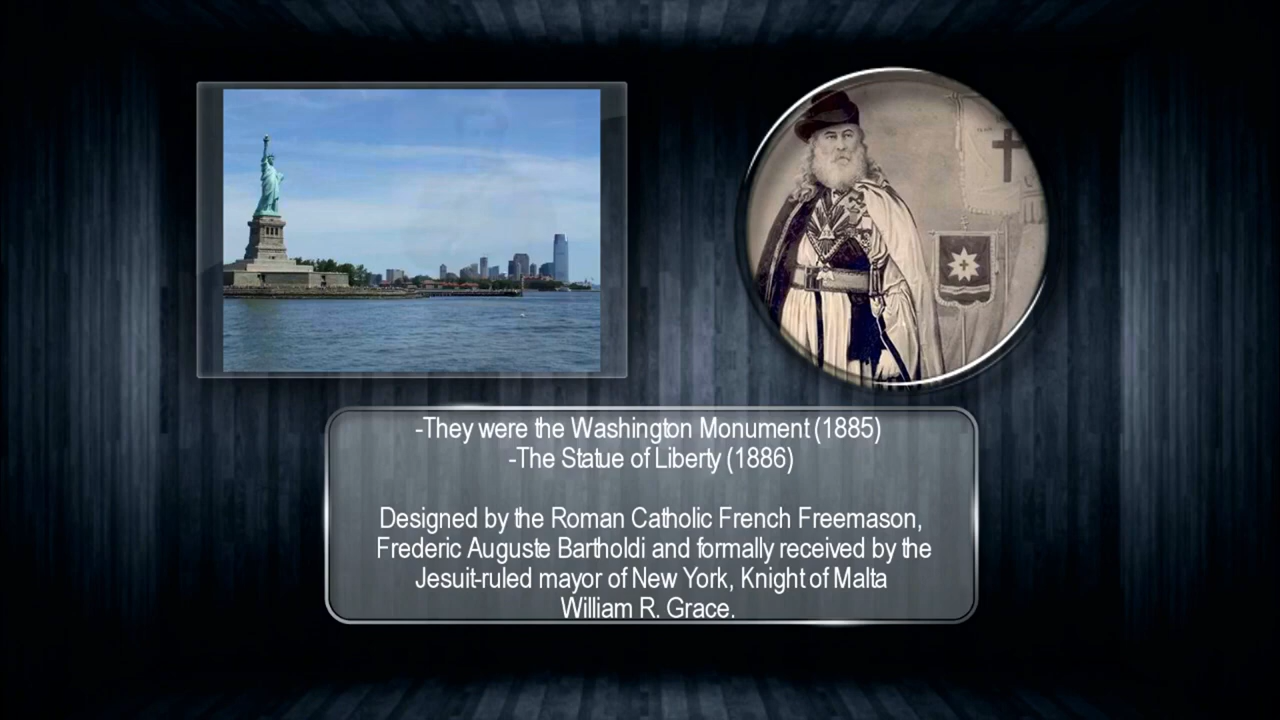 -They were the Washington Monument (1885)
-The Statue of Liberty (1886)
Designed by the Roman Catholic French Freemason,
Frederic Auguste Bartholdi and formally received by the
Jesuit-ruled mayor of New York, Knight of Malta
William R. Grace.